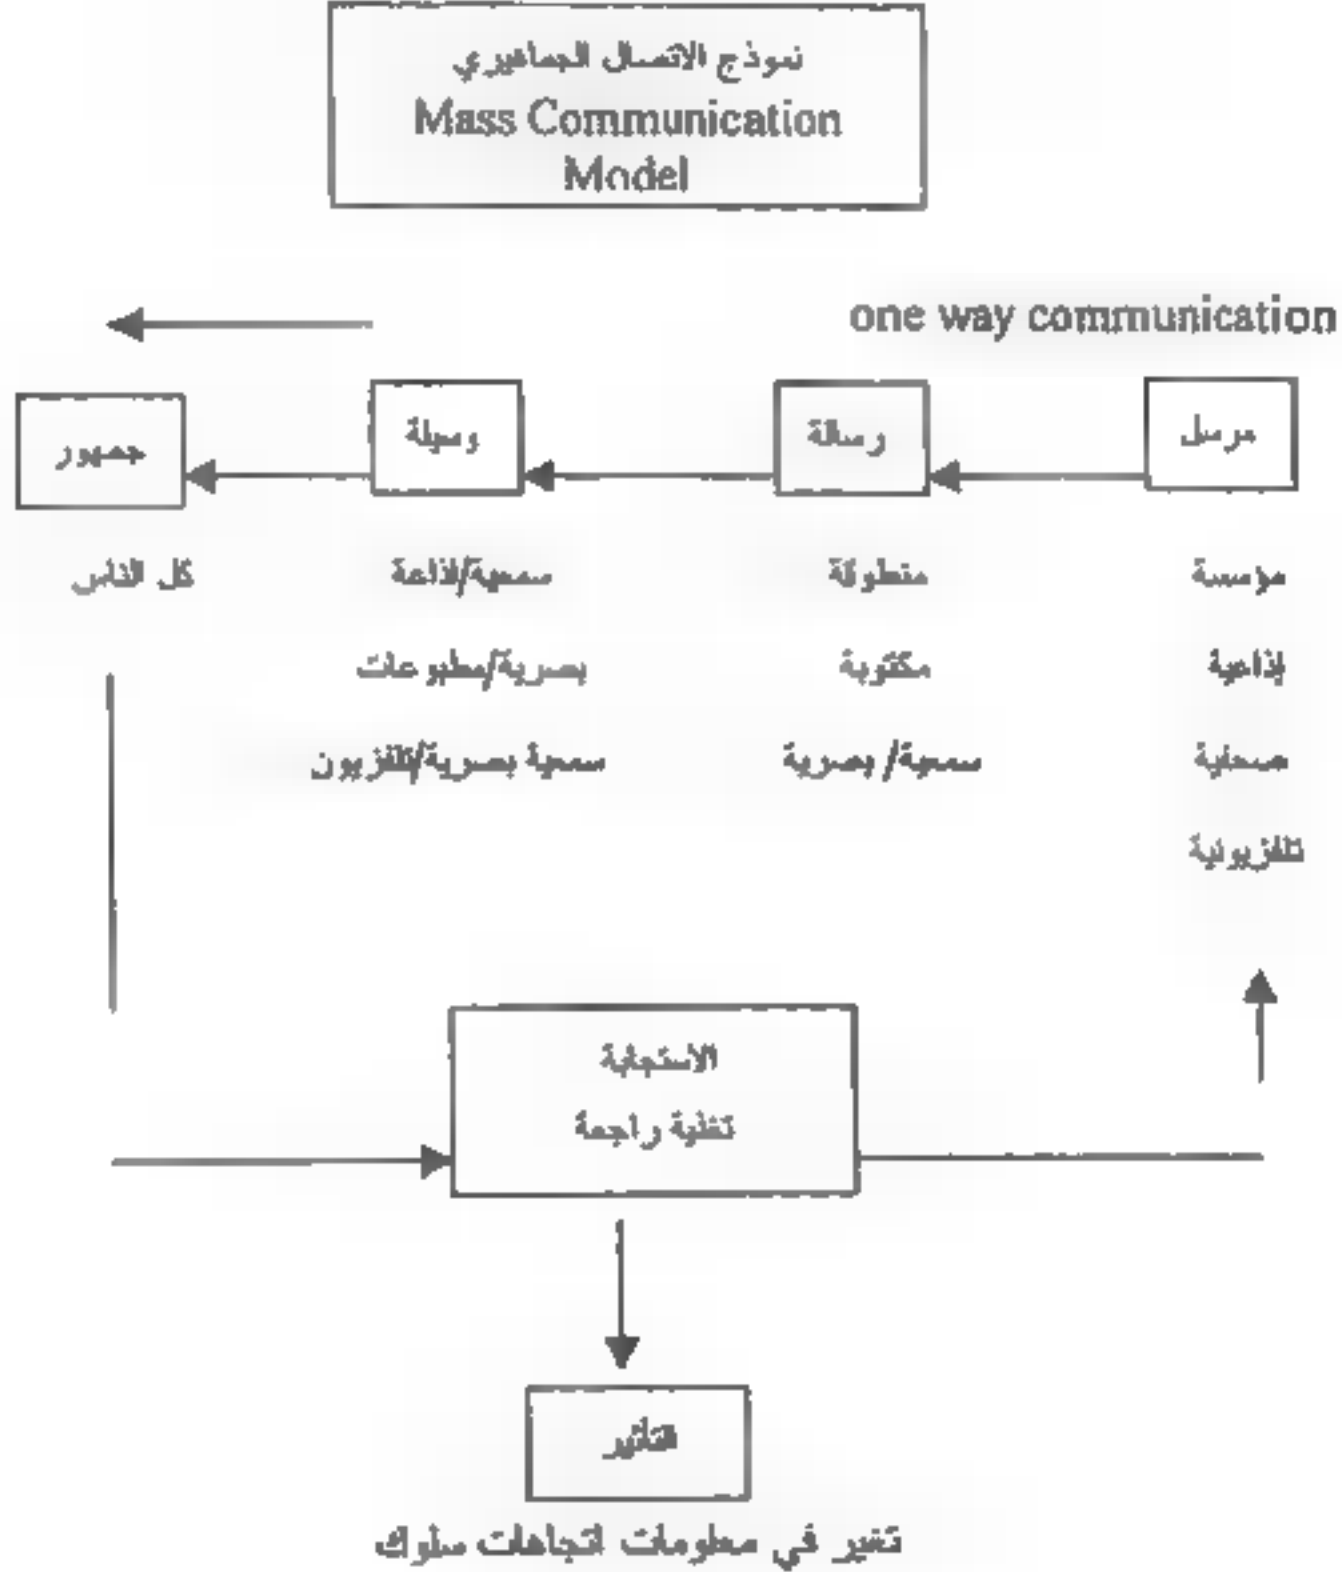 نموذج الاتصال الجماهيري
Mass Communication
Model
one way communication
مرسل
رسالة
وسيلة
جمهور
مؤسسة
منطوقة
سمعية/إذاعة
كل الناس
إذاعية
مكتوبة
بصرية/مطبوعات
صحفية
سمعية/ بصرية
سمعية بصرية/تلفزيون
تلفزيونية
الاستجابة
تغذية راجعة
التأثير
تغير في معلومات اتجاهات سلوك